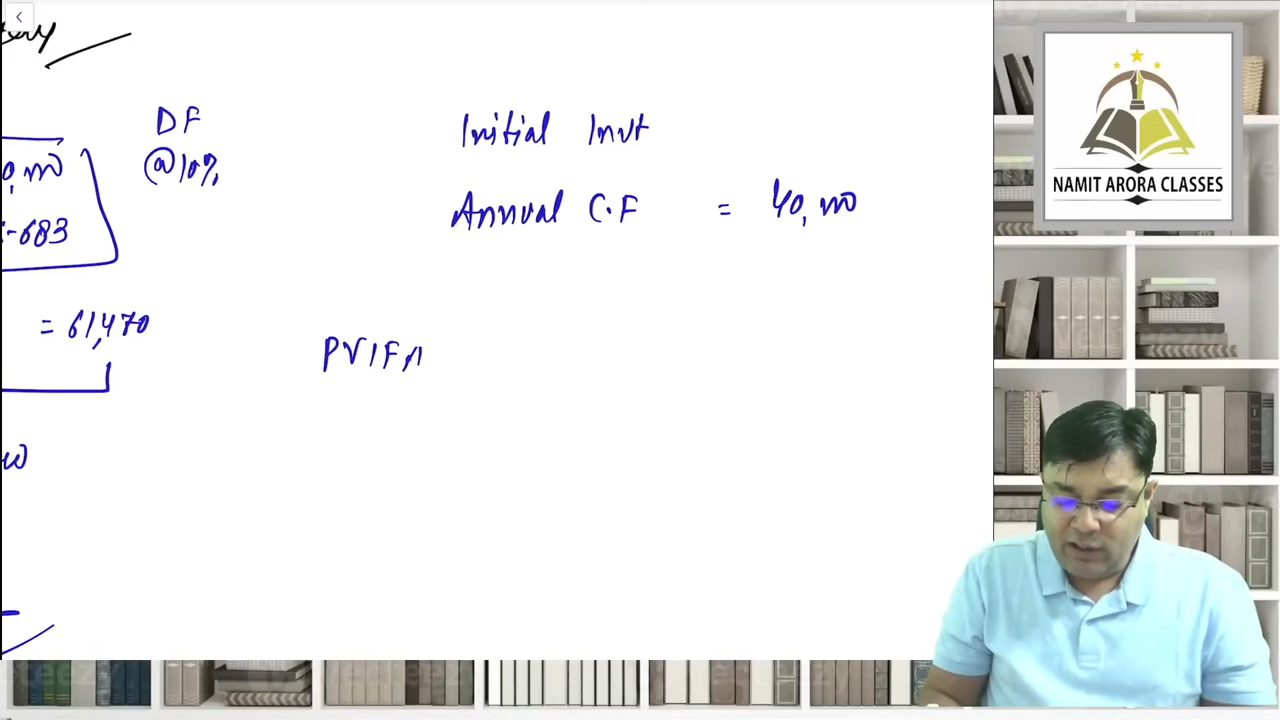 DF
@10%
Initial Invt
Annual C.F = 40,000
-683
= 61,470
PVIFA
NAMIT ARORA CLASSES